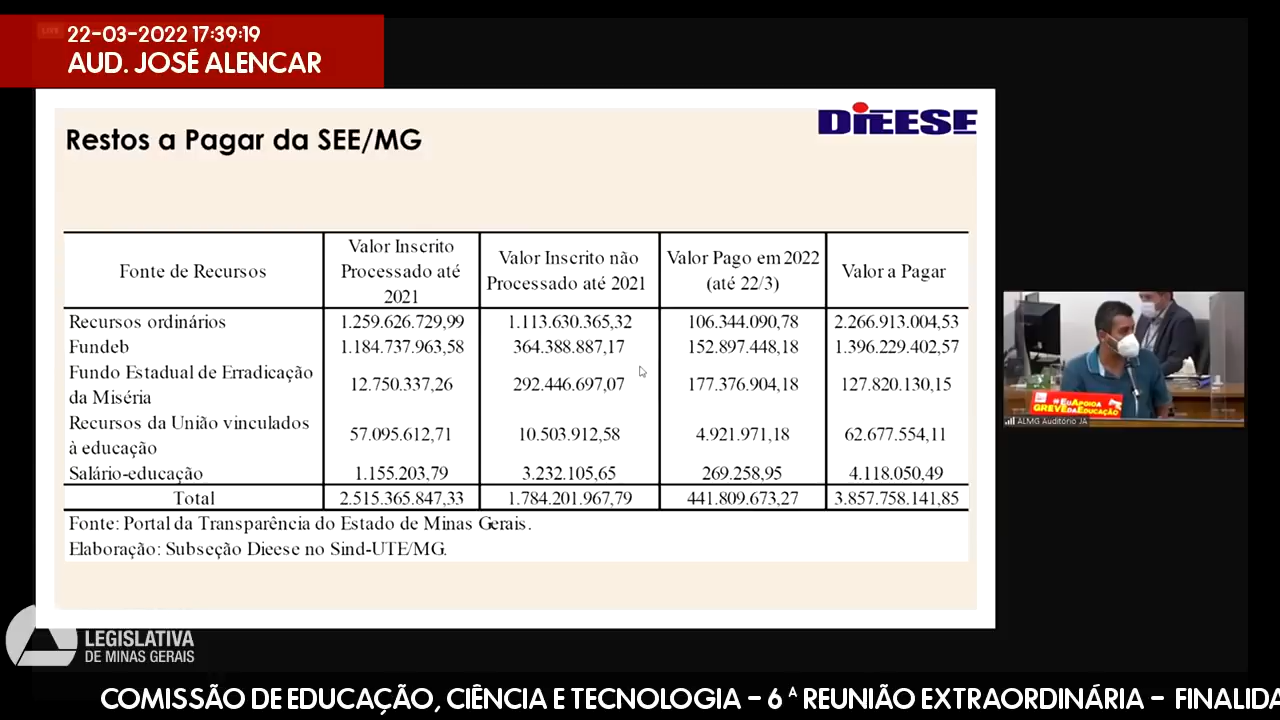 LIVE
22-03-2022 17:39:19
AUD. JOSÉ ALENCAR
DIEESE
Restos a Pagar da SEE/MG
Fonte de Recursos
Valor Inscrito
Processado até
2021
Valor Inscrito não
Processado até 2021
Valor Pago em 2022
(até 22/3)
Valor a Pagar
Recursos ordinários 1.259.626.729,99 1.113.630.365,32 106.344.090,78 2.266.913.004,53
Fundeb 1.184.737.963,58 364.388.887,17 152.897.448,18 1.396.229.402,57
Fundo Estadual de Erradicação
da Miséria 12.750.337,26 292.446.697,07 177.376.904,18 127.820.130,15
Recursos da União vinculados
à educação 57.095.612,71 10.503.912,58 4.921.971,18 62.677.554,11
Salário-educação 1.155.203,79 3.232.105,65 269.258,95 4.118.050,49
Total 2.515.365.847,33 1.784.201.967,79 441.809.673,27 3.857.758.141,85
Fonte: Portal da Transparência do Estado de Minas Gerais.
Elaboração: Subseção Dieese no Sind-UTE/MG.
#EuApoio
GREVEDAEDUCAÇÃO
ALMG Auditório JA
LEGISLATIVA
DE MINAS GERAIS
COMISSÃO DE EDUCAÇÃO, CIÊNCIA E TECNOLOGIA - 6 ª REUNIÃO EXTRAORDINÁRIA - FINALIDA